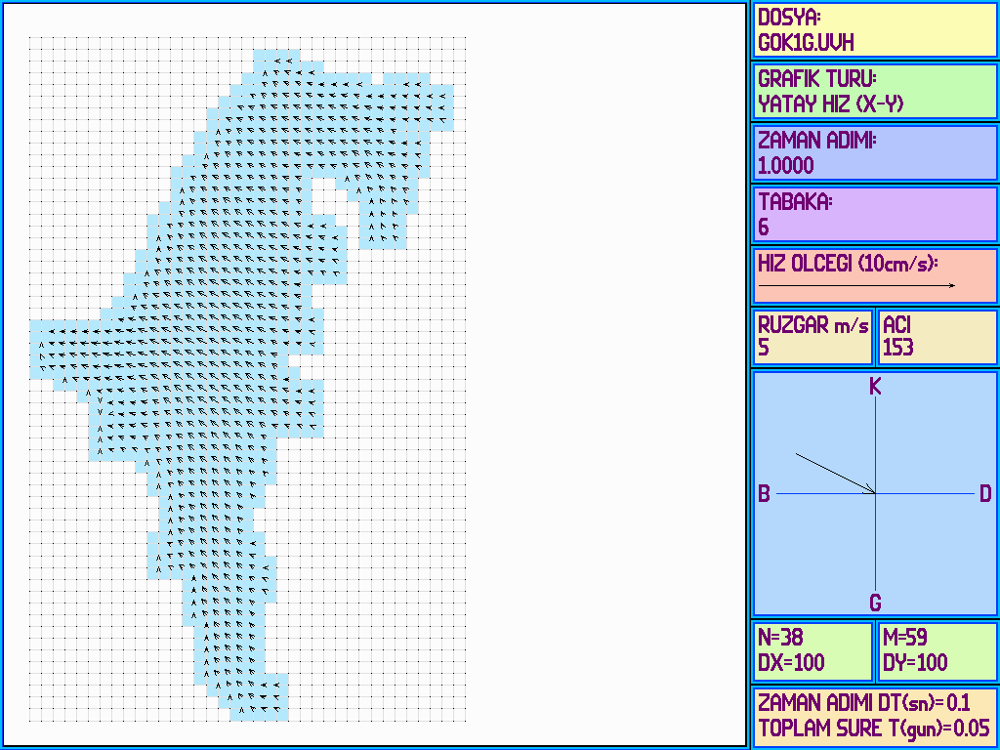 DOSYA:
GOK1G.UVH
GRAFIK TURU:
YATAY HIZ (X-Y)
ZAMAN ADIMI:
1.0000
TABAKA:
6
HIZ OLCEGI (10cm/s):
RUZGAR m/s
5
ACI
153
K
B
D
G
N=38
DX=100
M=59
DY=100
ZAMAN ADIMI DT(sn)=0.1
TOPLAM SURE T(gun)=0.05